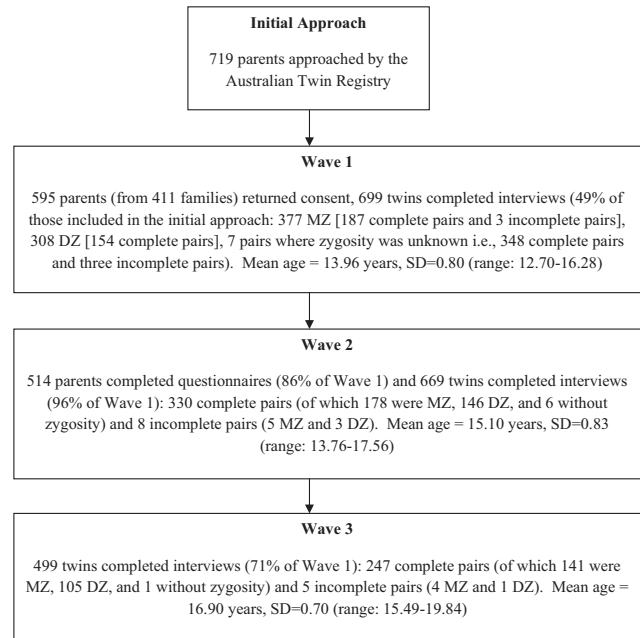 Initial Approach
719 parents approached by the
Australian Twin Registry
Wave 1
595 parents (from 411 families) returned consent, 699 twins completed interviews (49% of
those included in the initial approach: 377 MZ [187 complete pairs and 3 incomplete pairs],
308 DZ [154 complete pairs], 7 pairs where zygosity was unknown i.e., 348 complete pairs
and three incomplete pairs).  Mean age = 13.96 years, SD=0.80 (range: 12.70-16.28)
Wave 2
514 parents completed questionnaires (86% of Wave 1) and 669 twins completed interviews
(96% of Wave 1): 330 complete pairs (of which 178 were MZ, 146 DZ, and 6 without
zygosity) and 8 incomplete pairs (5 MZ and 3 DZ).  Mean age = 15.10 years, SD=0.83
(range: 13.76-17.56)
Wave 3
499 twins completed interviews (71% of Wave 1): 247 complete pairs (of which 141 were
MZ, 105 DZ, and 1 without zygosity) and 5 incomplete pairs (4 MZ and 1 DZ).  Mean age =
16.90 years, SD=0.70 (range: 15.49-19.84)